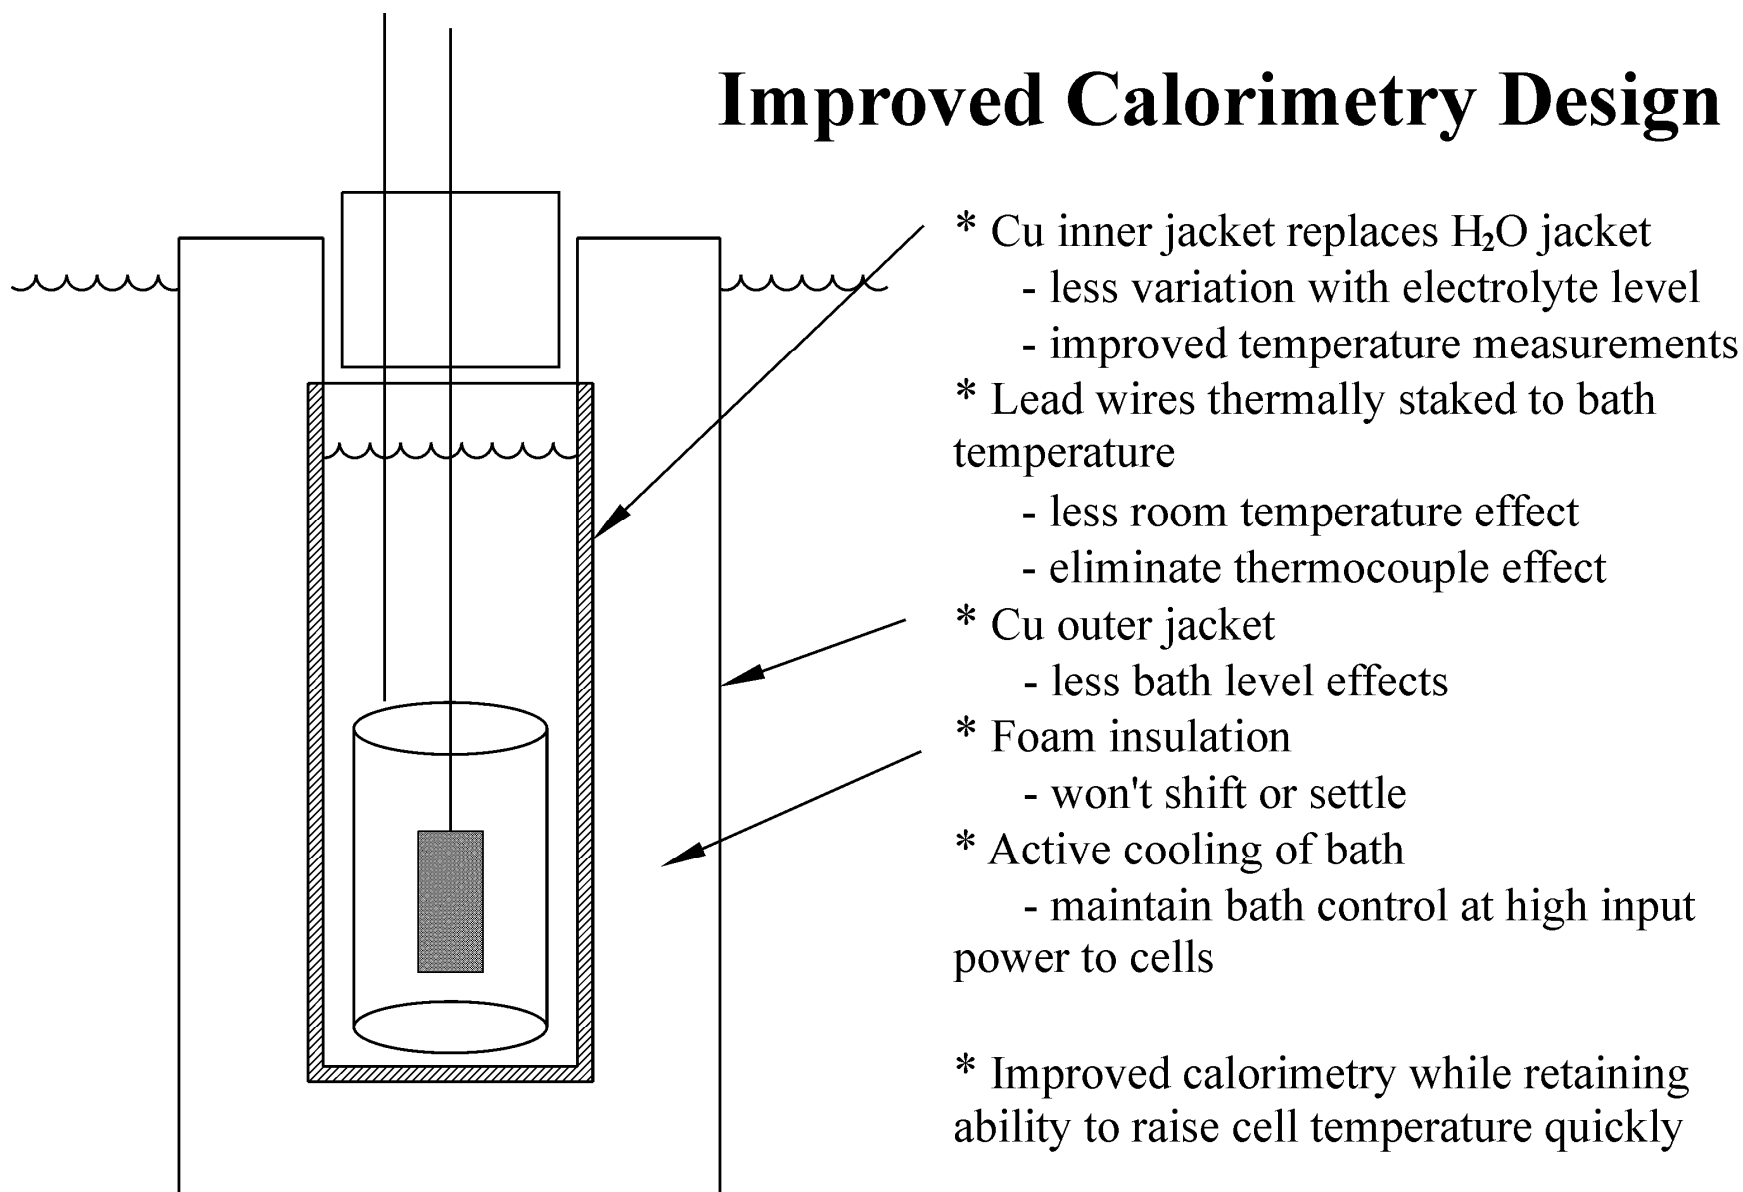 Improved Calorimetry Design
* Cu inner jacket replaces H₂O jacket
- less variation with electrolyte level
- improved temperature measurements
* Lead wires thermally staked to bath
temperature
- less room temperature effect
- eliminate thermocouple effect
* Cu outer jacket
- less bath level effects
* Foam insulation
- won't shift or settle
* Active cooling of bath
- maintain bath control at high input
power to cells
* Improved calorimetry while retaining
ability to raise cell temperature quickly